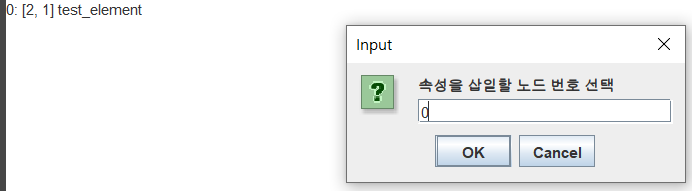 0: [2, 1] test_element
Input
속성을 삽입할 노드 번호 선택
0
OK
Cancel